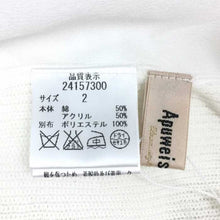 品質表示
24157300
サイズ
2
本体 綿 50%
アクリル 50%
別布 ポリエステル 100%
Apuweis